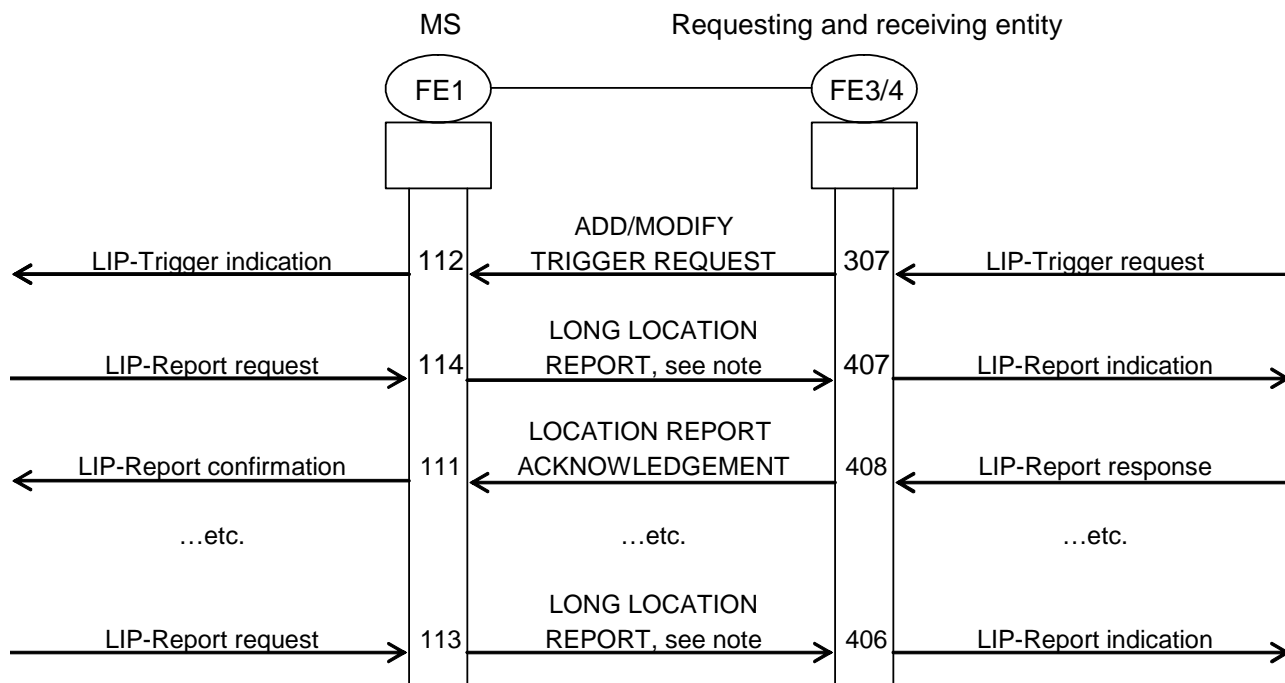 MS
Requesting and receiving entity
FE1
FE3/4
ADD/MODIFY
LIP-Trigger indication
112
TRIGGER REQUEST
307
LIP-Trigger request
LONG LOCATION
LIP-Report request
114
REPORT, see note
407
LIP-Report indication
LOCATION REPORT
LIP-Report confirmation
111
ACKNOWLEDGEMENT
408
LIP-Report response
…etc.
…etc.
…etc.
LONG LOCATION
LIP-Report request
113
REPORT, see note
406
LIP-Report indication